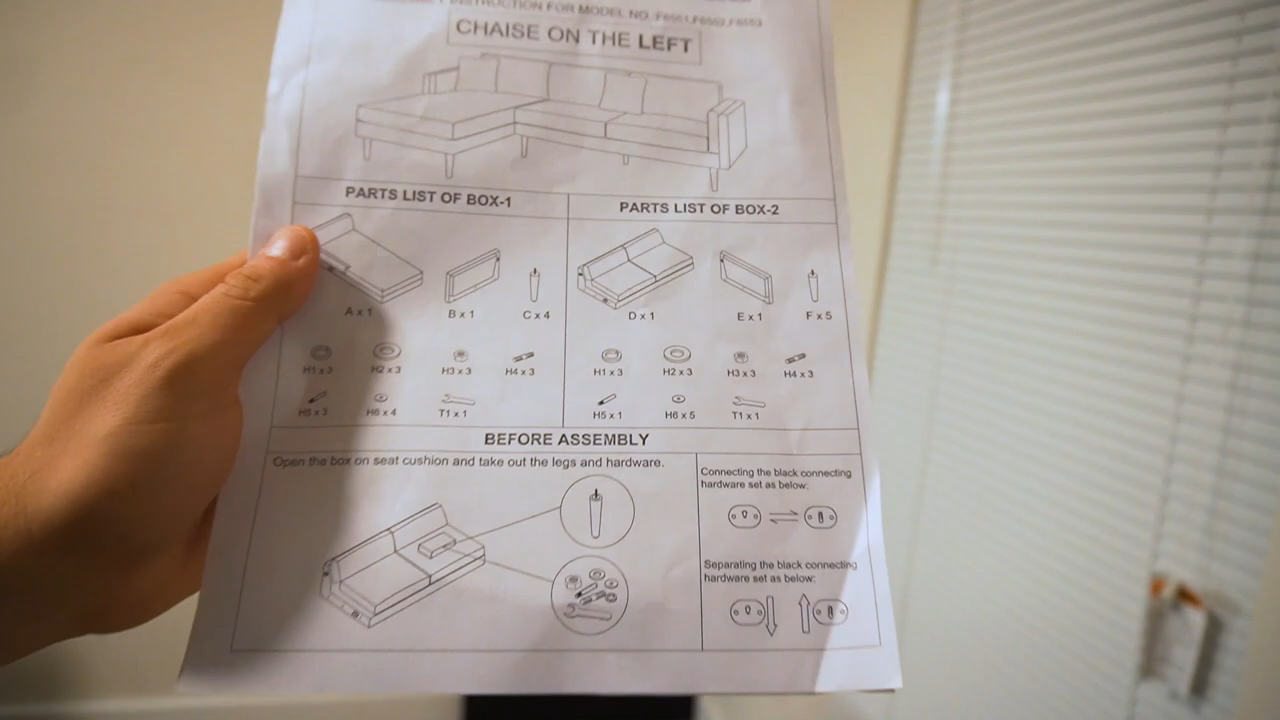 INSTRUCTION FOR MODEL NO.:F6551,F6552,F6553
CHAISE ON THE LEFT
PARTS LIST OF BOX-1
PARTS LIST OF BOX-2
A x 1
B x 1
C x 4
D x 1
E x 1
F x 5
H1 x 3
H2 x 3
H3 x 3
H4 x 3
H1 x 3
H2 x 3
H3 x 3
H4 x 3
H5 x 3
H6 x 4
T1 x 1
H5 x 1
H6 x 5
T1 x 1
BEFORE ASSEMBLY
Open the box on seat cushion and take out the legs and hardware.
Connecting the black connecting
hardware set as below:
Separating the black connecting
hardware set as below: